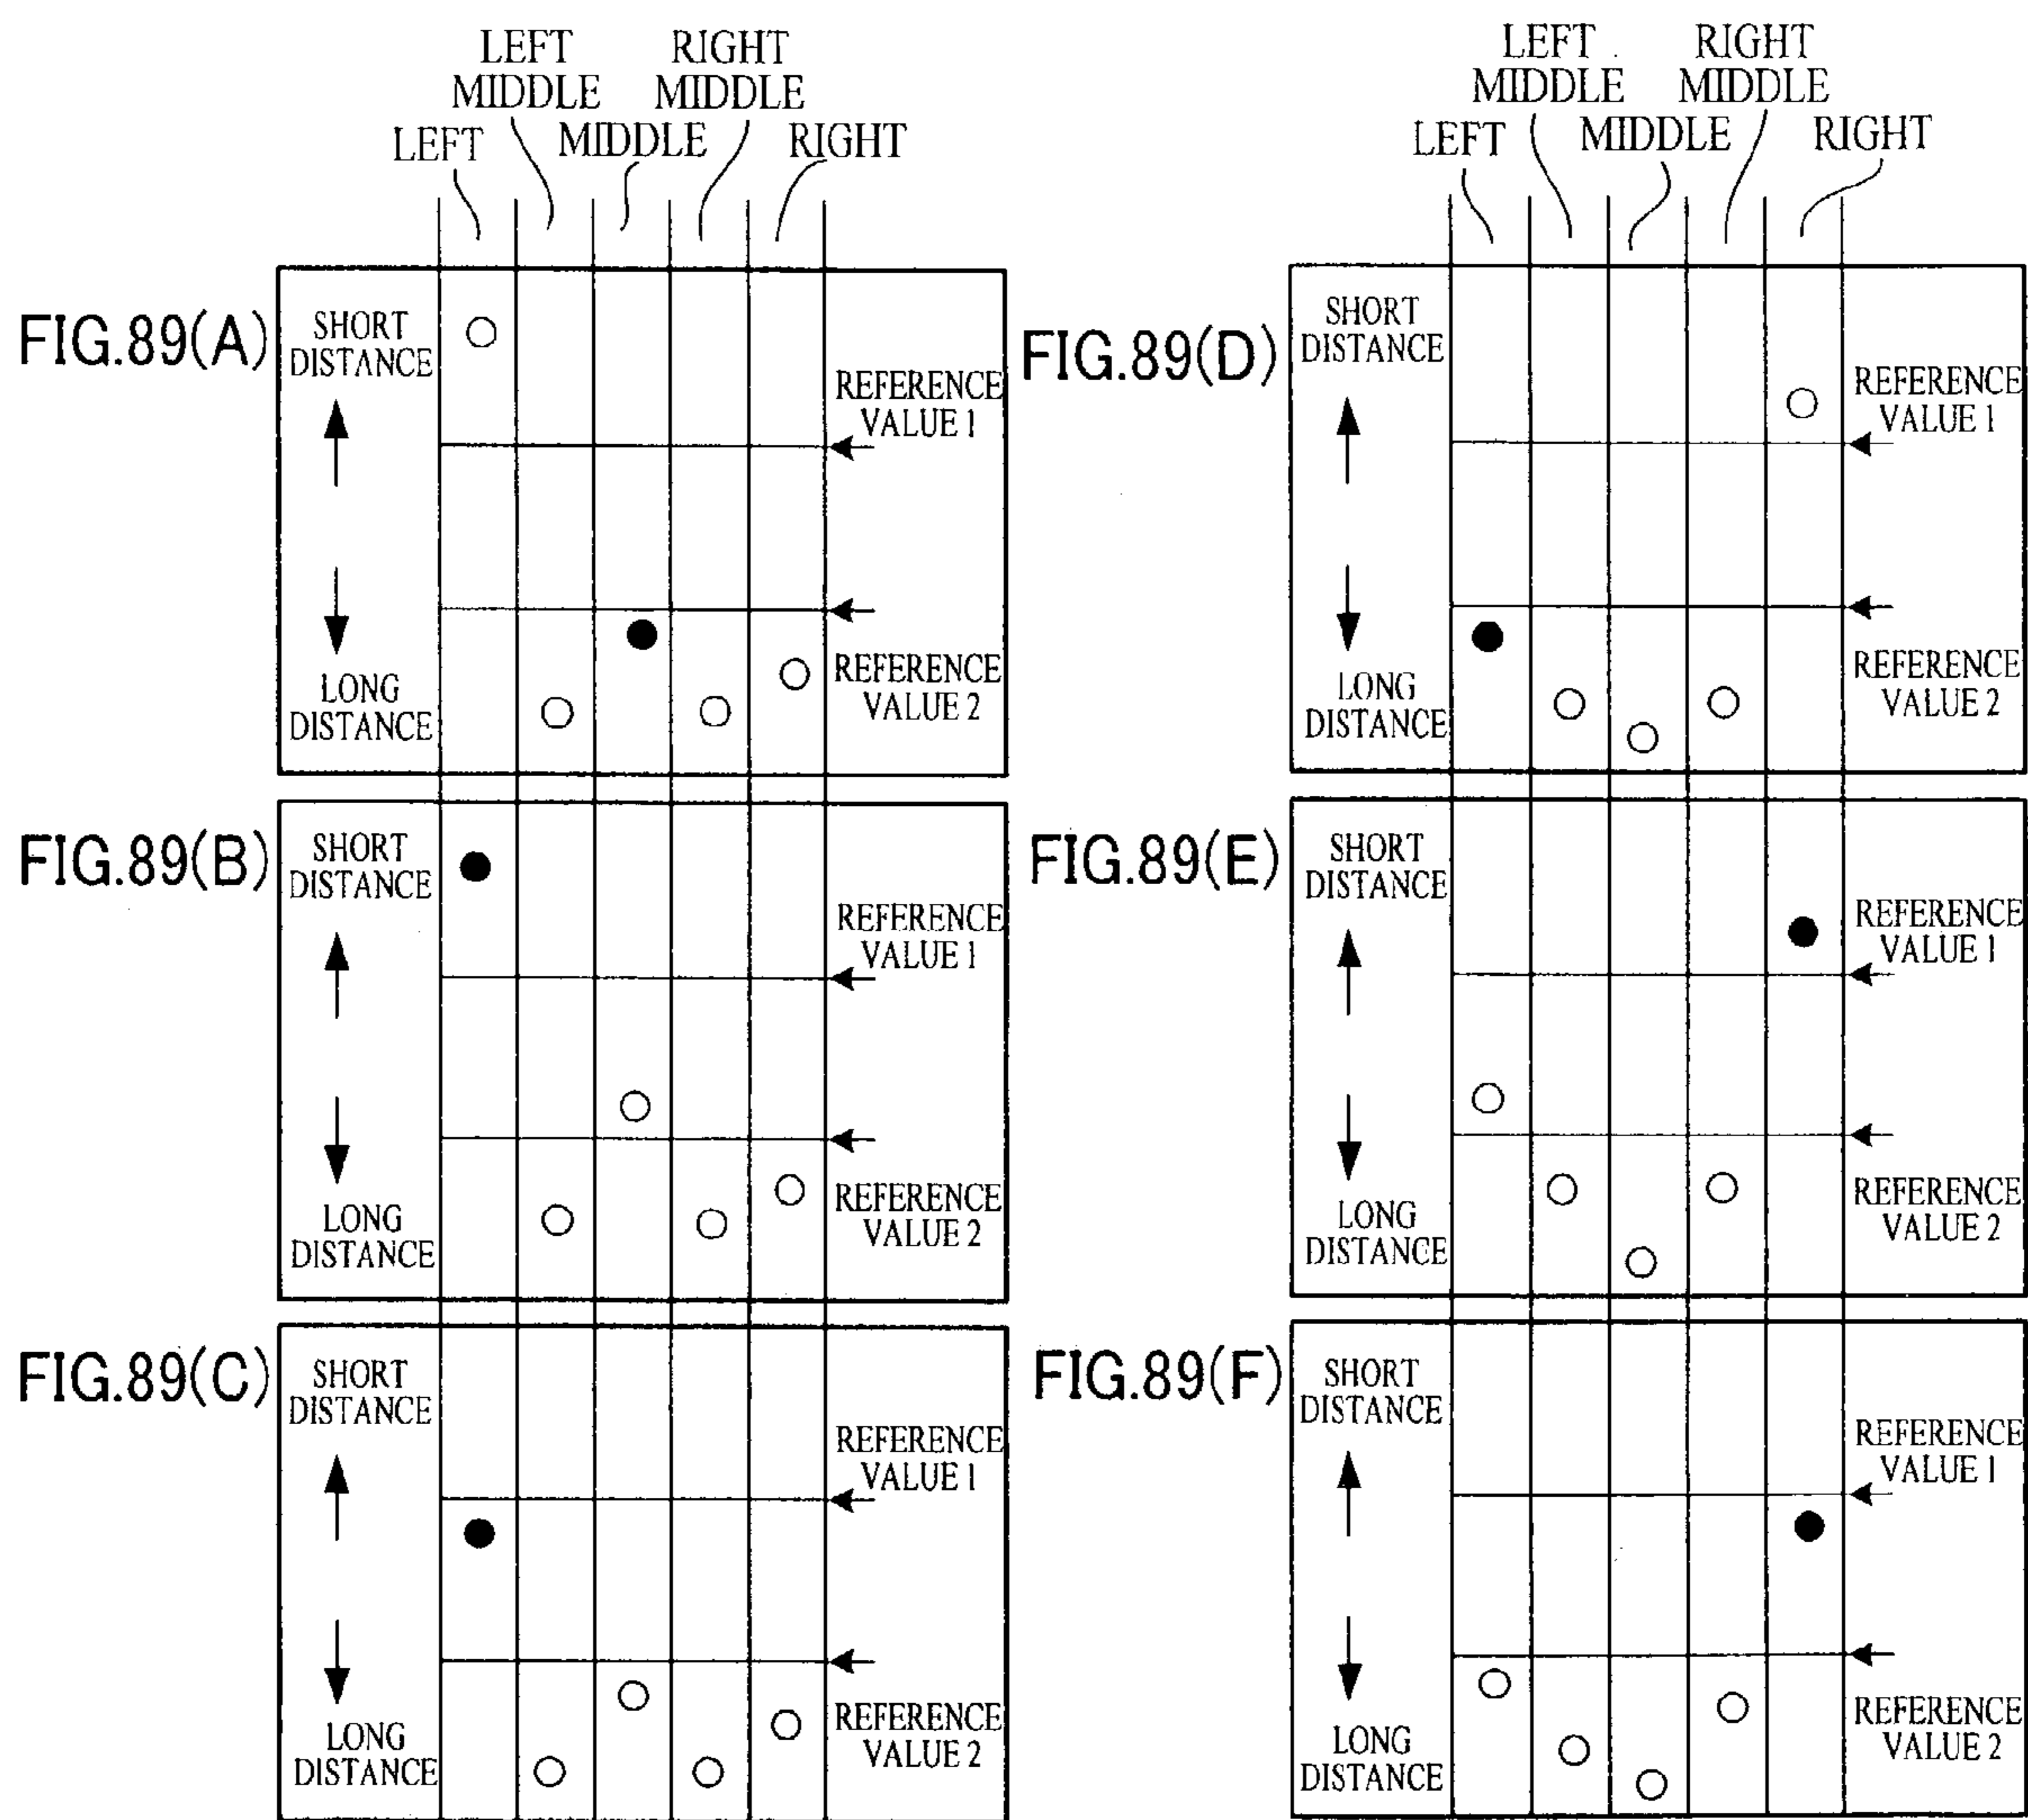 LEFT MIDDLE
RIGHT MIDDLE
LEFT
MIDDLE
RIGHT
FIG.89(A)
SHORT
DISTANCE
LONG
DISTANCE
REFERENCE
VALUE 1
REFERENCE
VALUE 2
FIG.89(B)
SHORT
DISTANCE
LONG
DISTANCE
REFERENCE
VALUE 1
REFERENCE
VALUE 2
FIG.89(C)
SHORT
DISTANCE
LONG
DISTANCE
REFERENCE
VALUE 1
REFERENCE
VALUE 2
LEFT
MIDDLE
RIGHT
MIDDLE
LEFT
MIDDLE
RIGHT
FIG.89(D)
SHORT
DISTANCE
LONG
DISTANCE
REFERENCE
VALUE 1
REFERENCE
VALUE 2
FIG.89(E)
SHORT
DISTANCE
LONG
DISTANCE
REFERENCE
VALUE 1
REFERENCE
VALUE 2
FIG.89(F)
SHORT
DISTANCE
LONG
DISTANCE
REFERENCE
VALUE 1
REFERENCE
VALUE 2